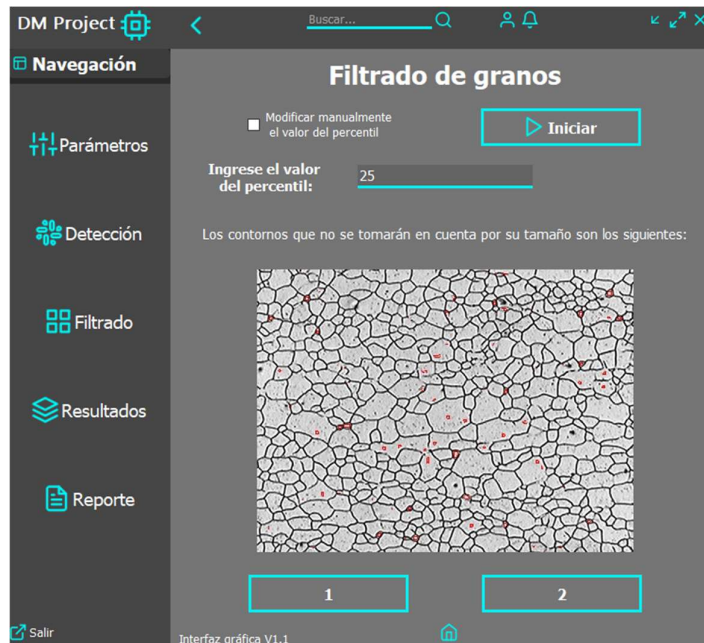 DM Project
Buscar...
Navegación
Filtrado de granos
Modificar manualmente
el valor del percentil
Iniciar
Ingrese el valor
del percentil:
25
Parámetros
Detección
Los contornos que no se tomarán en cuenta por su tamaño son los siguientes:
Filtrado
Resultados
Reporte
1
2
Salir
Interfaz gráfica V1.1